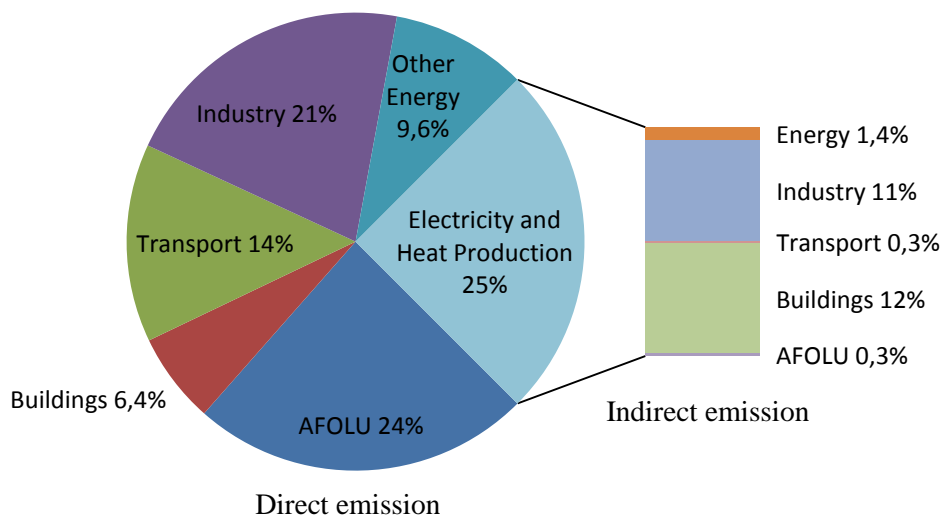 Other
Energy
9,6%
Industry 21%
Electricity and
Heat Production
25%
Transport 14%
Buildings 6,4%
AFOLU 24%
Direct emission
Energy 1,4%
Industry 11%
Transport 0,3%
Buildings 12%
AFOLU 0,3%
Indirect emission